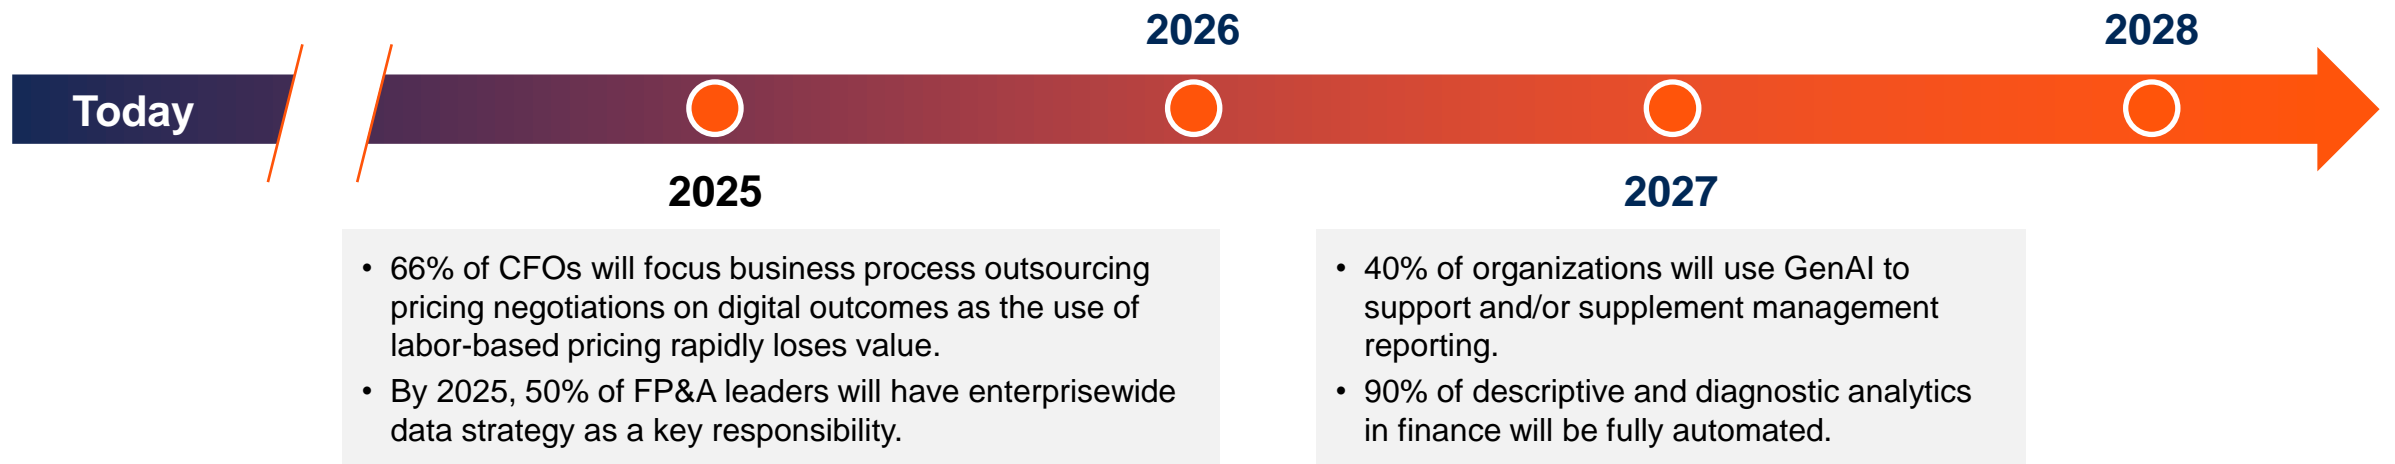 2026
2028
Today
2025
2027
• 66% of CFOs will focus business process outsourcing
pricing negotiations on digital outcomes as the use of
labor-based pricing rapidly loses value.
• By 2025, 50% of FP&A leaders will have enterprisewide
data strategy as a key responsibility.
• 40% of organizations will use GenAI to
support and/or supplement management
reporting.
• 90% of descriptive and diagnostic analytics
in finance will be fully automated.